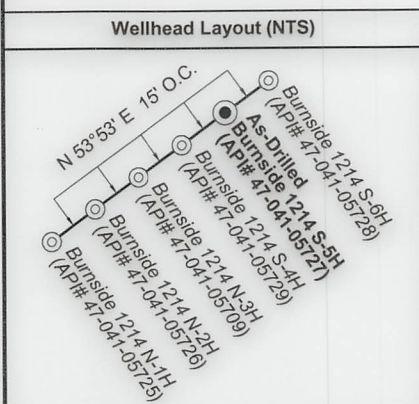 Wellhead Layout (NTS)
N 53°53' E 15' O.C.
Burnside 1214 S-6H
(API# 47-041-05728)
As-Drilled
Burnside 1214 S-5H
(API# 47-041-05727)
Burnside 1214 S-4H
(API# 47-041-05729)
Burnside 1214 N-3H
(API# 47-041-05709)
Burnside 1214 N-2H
(API# 47-041-05726)
Burnside 1214 N-1H
(API# 47-041-05725)